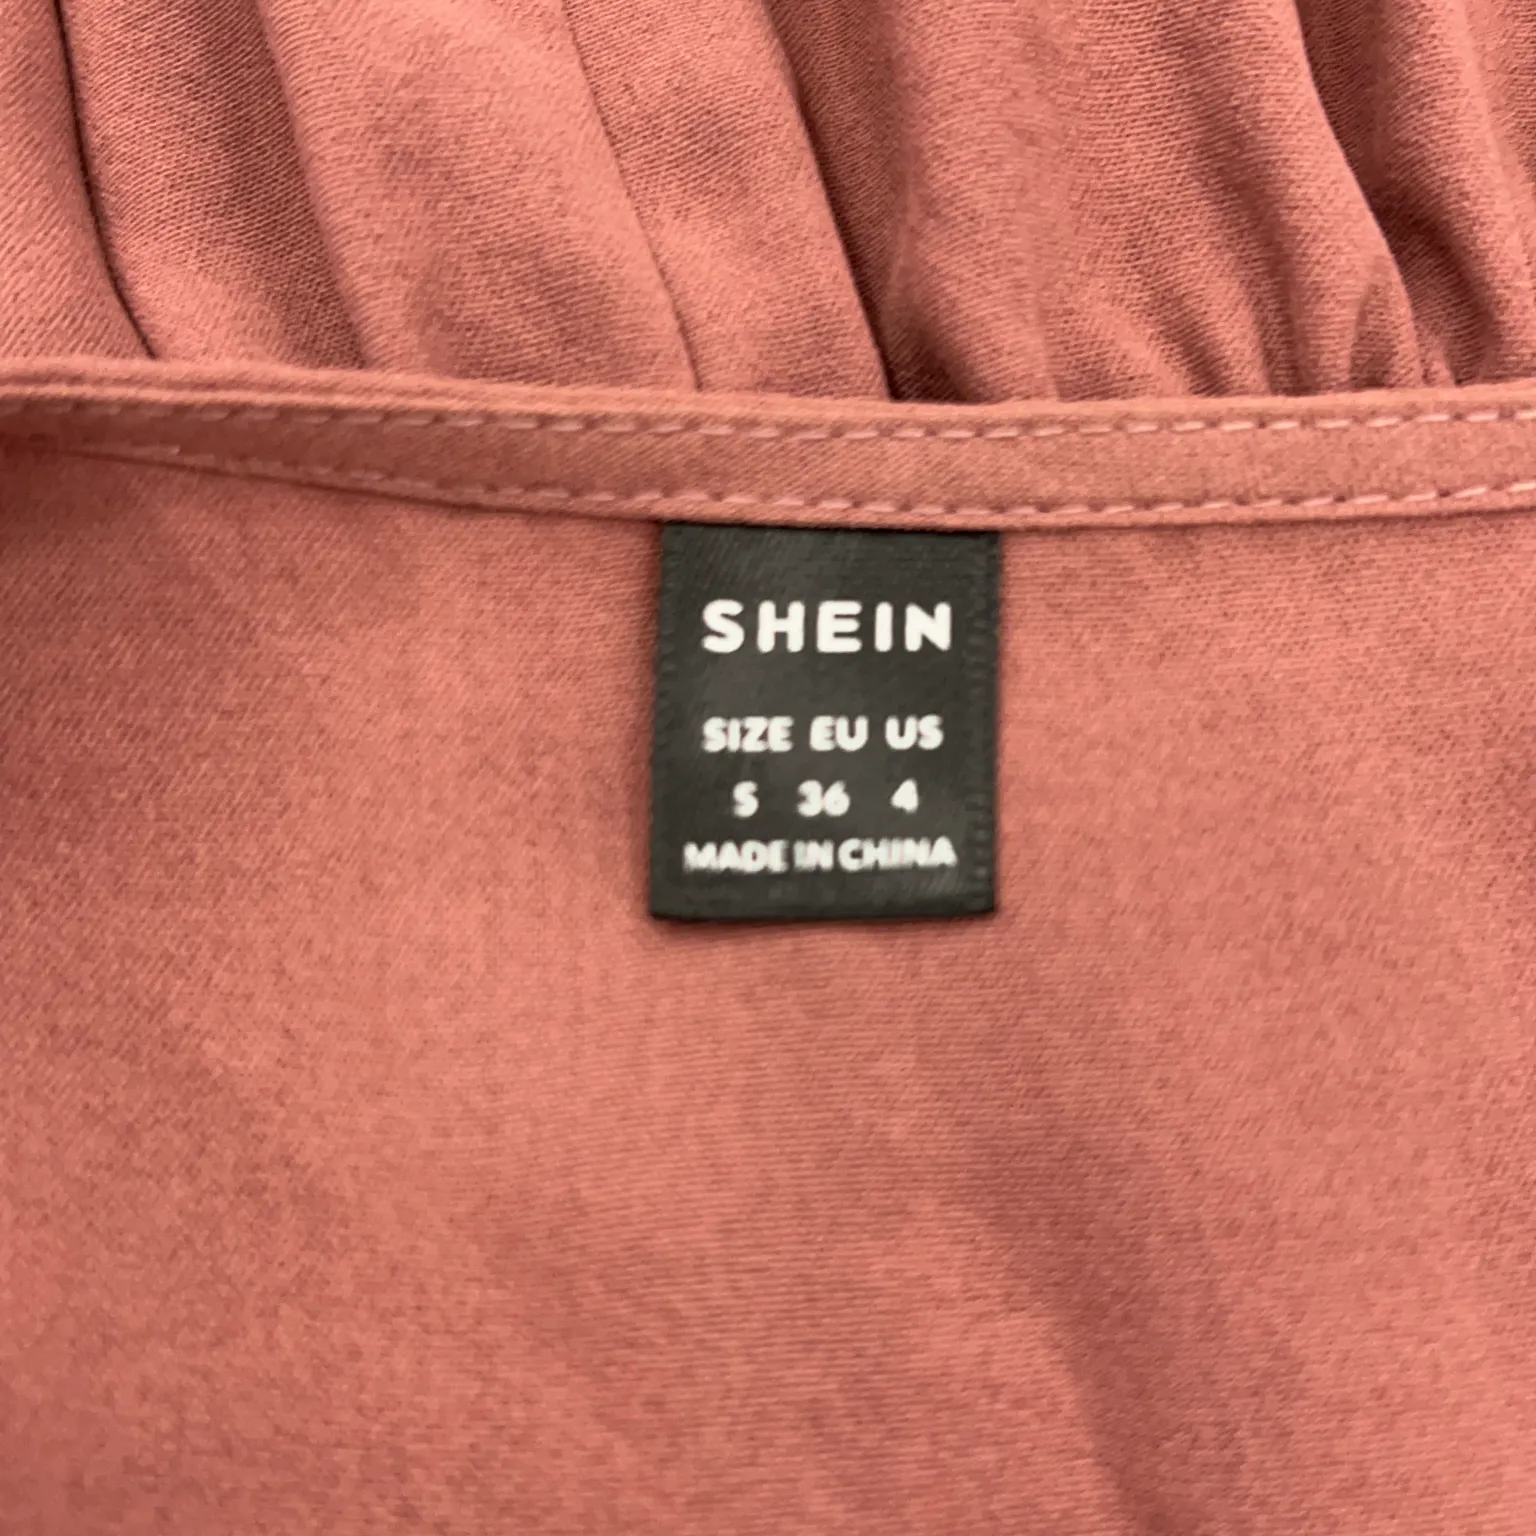 SHEIN
SIZE EU US
S 36 4
MADE IN CHINA